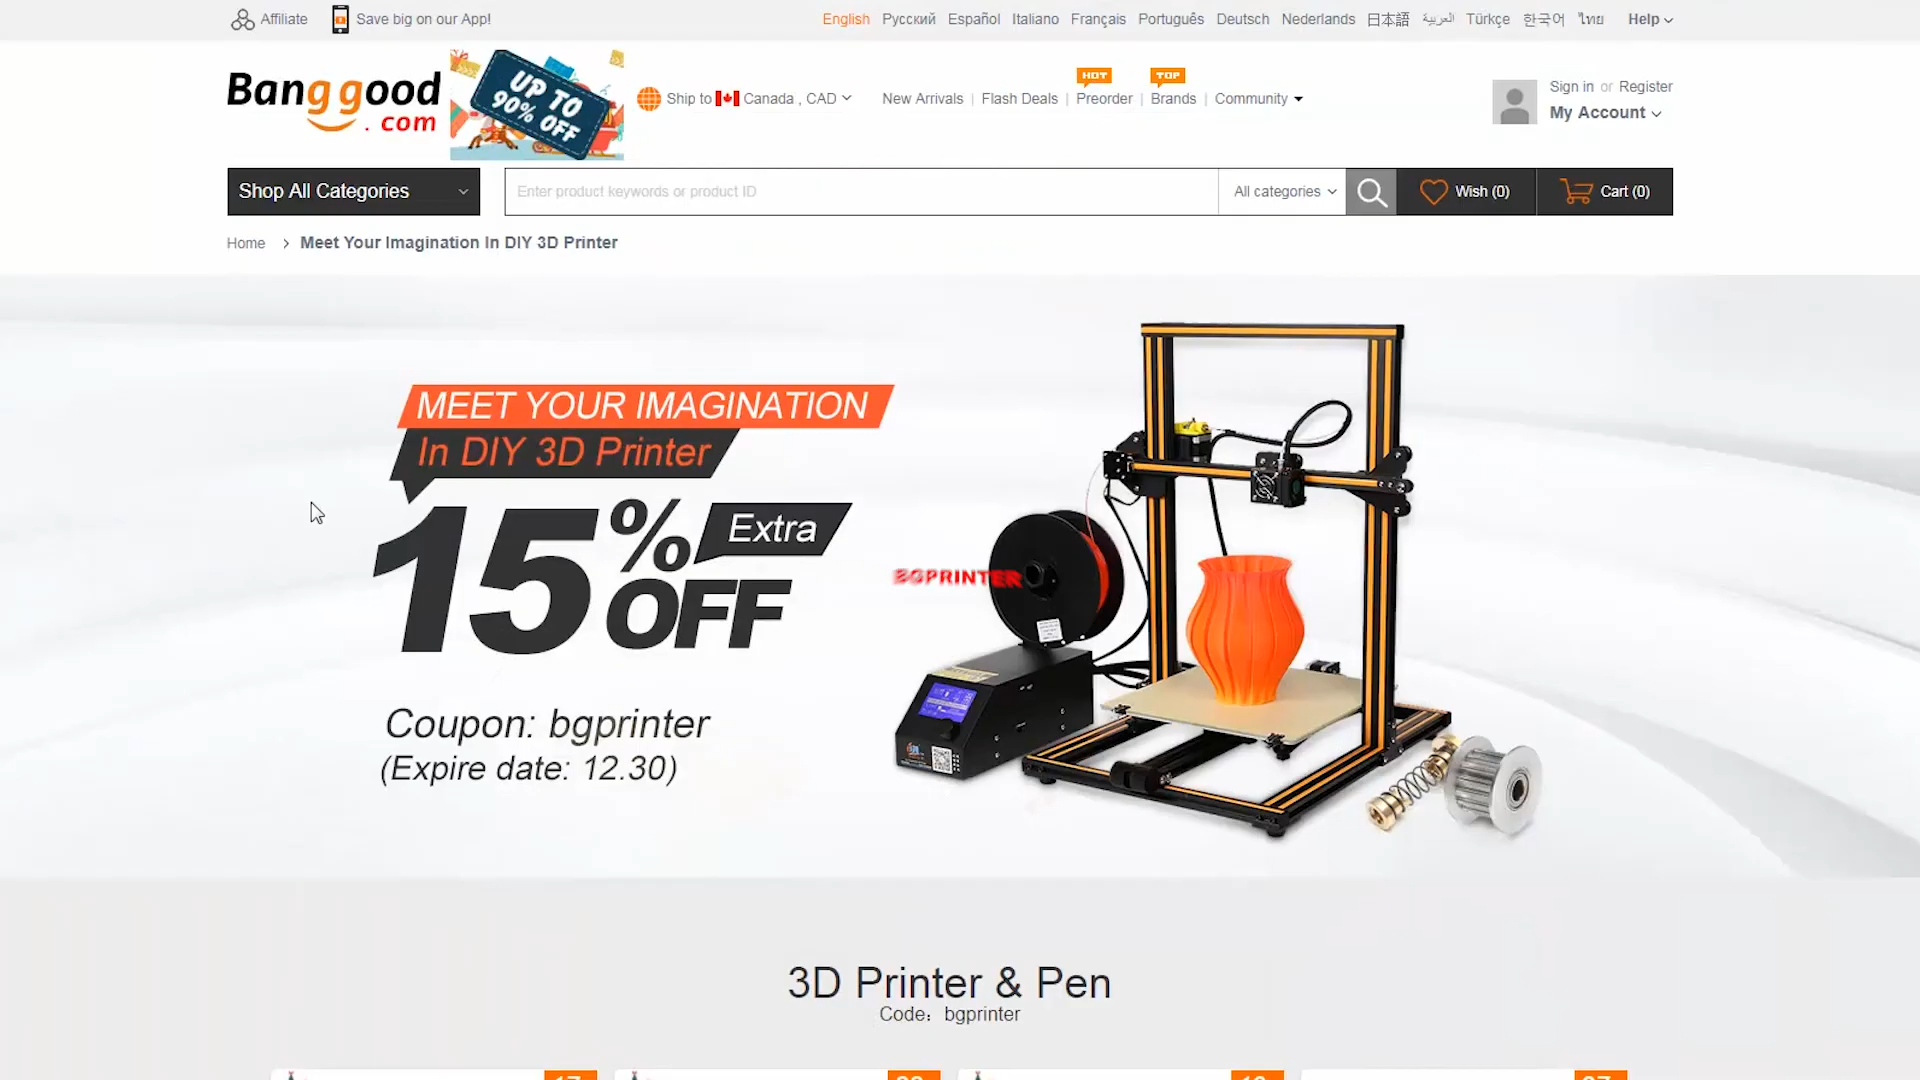 Affiliate
Save big on our App!
English Русский Español Italiano Français Português Deutsch Nederlands 日本語 العربية Türkçe 한국어 ไทย Help
Banggood
.com
UP TO
90% OFF
Ship to Canada , CAD
New Arrivals | Flash Deals | Preorder | Brands | Community
HOT
TOP
Sign in or Register
My Account
Shop All Categories
Enter product keywords or product ID
All categories
Wish (0)
Cart (0)
Home > Meet Your Imagination In DIY 3D Printer
MEET YOUR IMAGINATION
In DIY 3D Printer
15% OFF
Extra
BGPRINTER
Coupon: bgprinter
(Expire date: 12.30)
3D Printer & Pen
Code: bgprinter